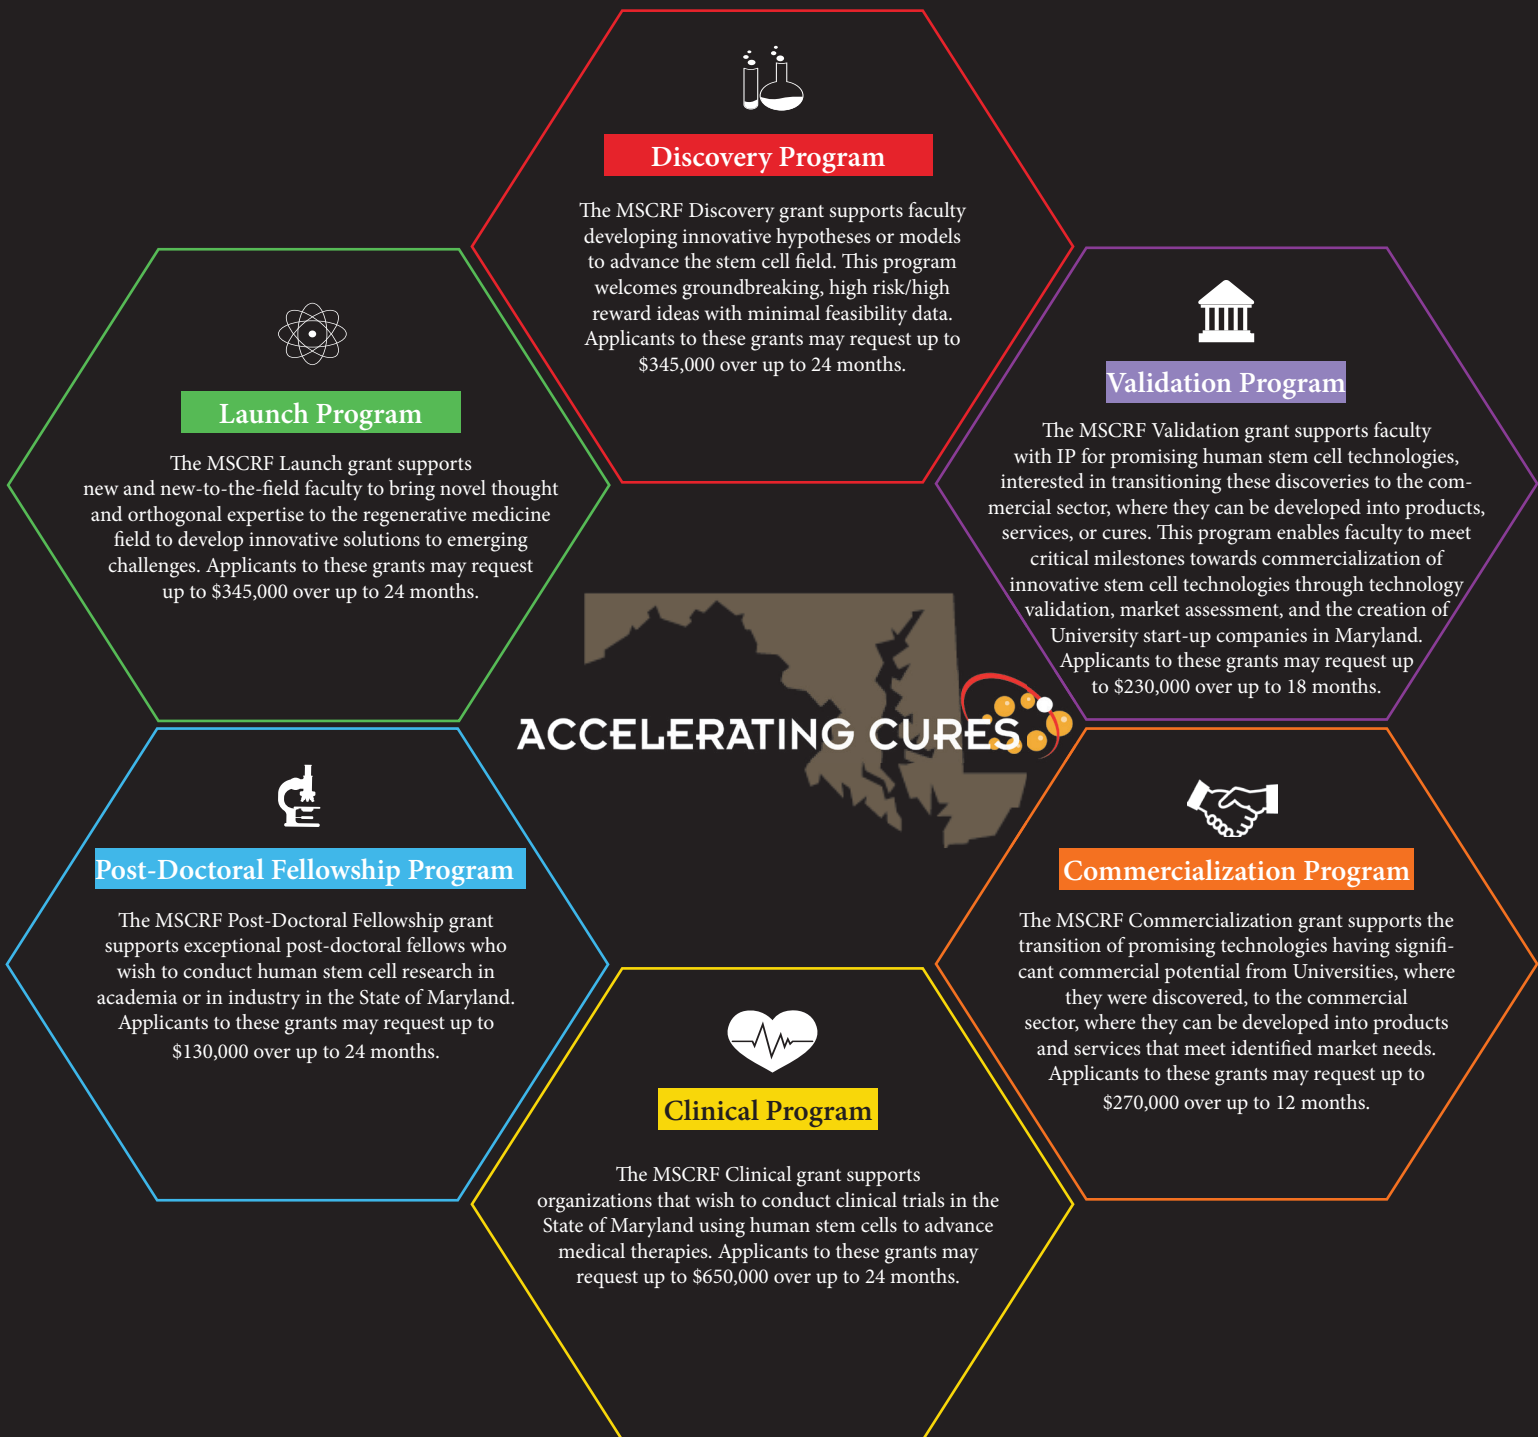 Discovery Program
The MSCRF Discovery grant supports faculty
developing innovative hypotheses or models
to advance the stem cell field. This program
welcomes groundbreaking, high risk/high
reward ideas with minimal feasibility data.
Applicants to these grants may request up to
$345,000 over up to 24 months.
Launch Program
The MSCRF Launch grant supports
new and new-to-the-field faculty to bring novel thought
and orthogonal expertise to the regenerative medicine
field to develop innovative solutions to emerging
challenges. Applicants to these grants may request
up to $345,000 over up to 24 months.
Validation Program
The MSCRF Validation grant supports faculty
with IP for promising human stem cell technologies,
interested in transitioning these discoveries to the com-
mercial sector, where they can be developed into products,
services, or cures. This program enables faculty to meet
critical milestones towards commercialization of
innovative stem cell technologies through technology
validation, market assessment, and the creation of
University start-up companies in Maryland.
Applicants to these grants may request up
to $230,000 over up to 18 months.
ACCELERATING CURES
Post-Doctoral Fellowship Program
The MSCRF Post-Doctoral Fellowship grant
supports exceptional post-doctoral fellows who
wish to conduct human stem cell research in
academia or in industry in the State of Maryland.
Applicants to these grants may request up to
$130,000 over up to 24 months.
Commercialization Program
The MSCRF Commercialization grant supports the
transition of promising technologies having signifi-
cant commercial potential from Universities, where
they were discovered, to the commercial
sector, where they can be developed into products
and services that meet identified market needs.
Applicants to these grants may request up to
$270,000 over up to 12 months.
Clinical Program
The MSCRF Clinical grant supports
organizations that wish to conduct clinical trials in the
State of Maryland using human stem cells to advance
medical therapies. Applicants to these grants may
request up to $650,000 over up to 24 months.